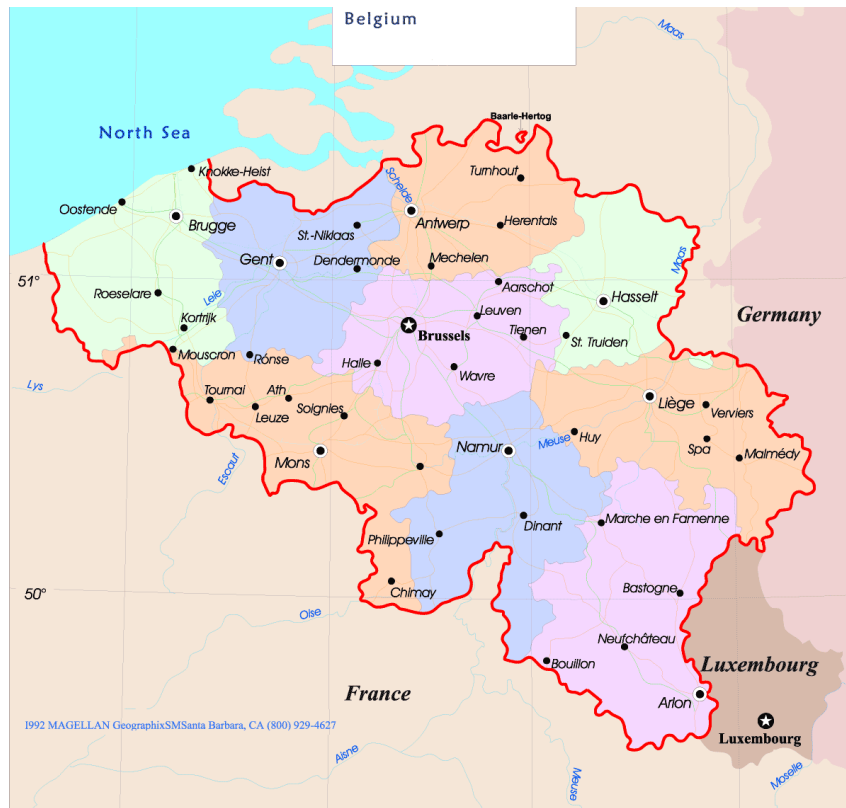 Belgium
Maas
Baarle-Hertog
North Sea
Knokke-Heist
Turnhout
Schelde
Oostende
Brugge
St.-Niklaas
Antwerp
Herentals
Gent
Dendermonde
Mechelen
Maas
51°
Roeselare
Leie
Aarschot
Hasselt
Leuven
Germany
Kortrijk
Brussels
Tienen
St. Truiden
Mouscron
Rónse
Halle
Wavre
Lys
Tournai
Ath
Leuze
Soignies
Liège
Verviers
Namur
Meuse
Huy
Spa
Mons
Malmédy
Escaut
Dinant
Marche en Famenne
Philippeville
50°
Chimay
Bastogne
Oise
Neufchâteau
Bouillon
Luxembourg
France
Arlon
1992 MAGELLAN GeographixSMSanta Barbara, CA (800) 929-4627
Luxembourg
Aisne
Meuse
Moselle